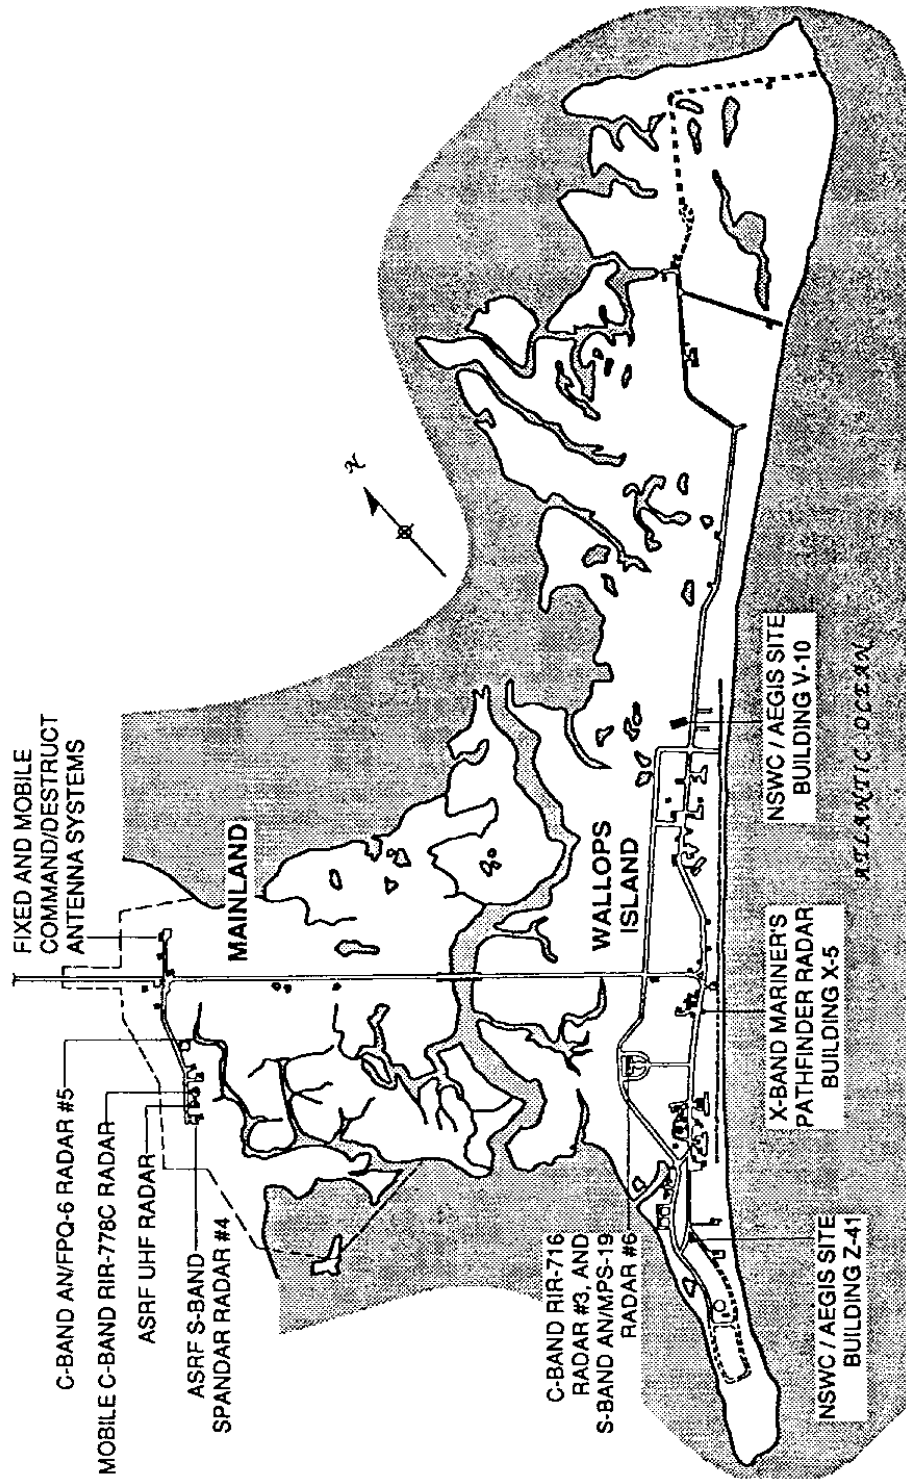 FIXED AND MOBILE
COMMAND/DESTRUCT
ANTENNA SYSTEMS
C-BAND AN/FPQ-6 RADAR #5
MOBILE C-BAND RIR-778C RADAR
ASRF UHF RADAR
ASRF S-BAND
SPANDAR RADAR #4
MAINLAND
N
C-BAND RIR-716
RADAR #3, AND
S-BAND AN/MPS-19
RADAR #6
WALLOPS
ISLAND
NSWC / AEGIS SITE
BUILDING Z-41
X-BAND MARINER'S
PATHFINDER RADAR
BUILDING X-5
NSWC / AEGIS SITE
BUILDING V-10
ATLANTIC OCEAN